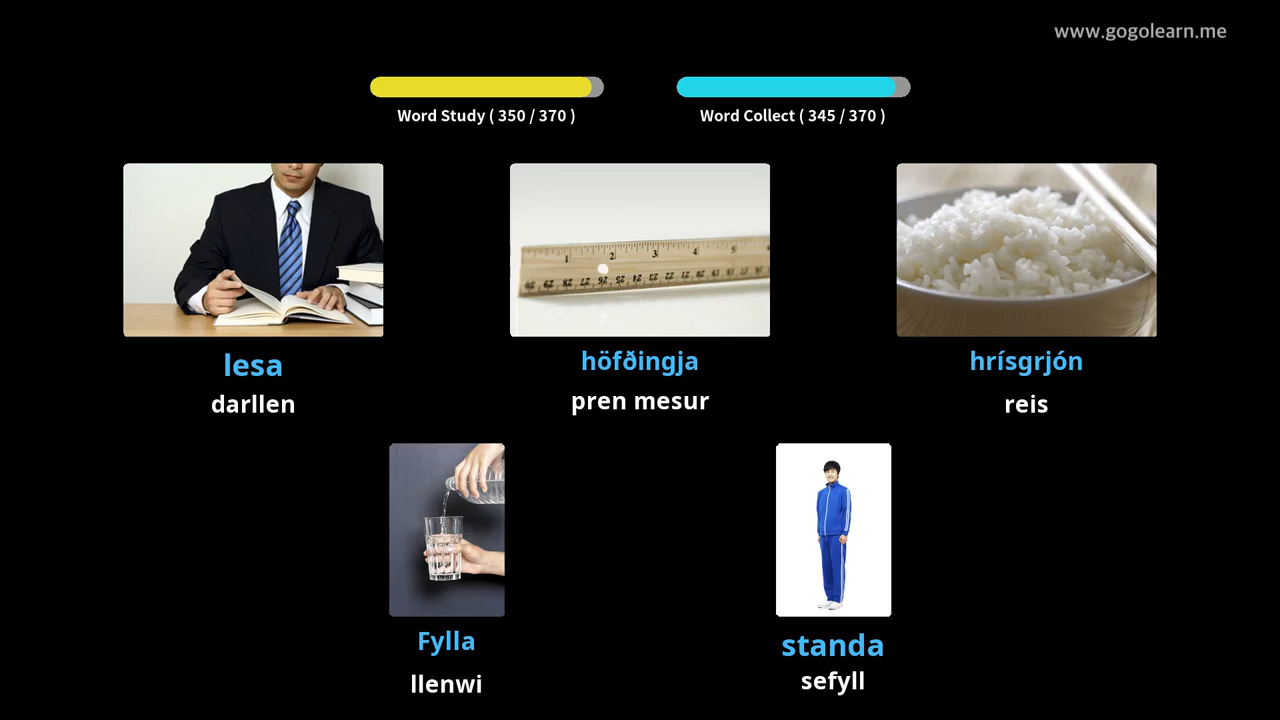 www.gogolearn.me
Word Study ( 350 / 370 )
Word Collect ( 345 / 370 )
lesa
darllen
höfðingja
pren mesur
hrísgrjón
reis
Fylla
llenwi
standa
sefyll